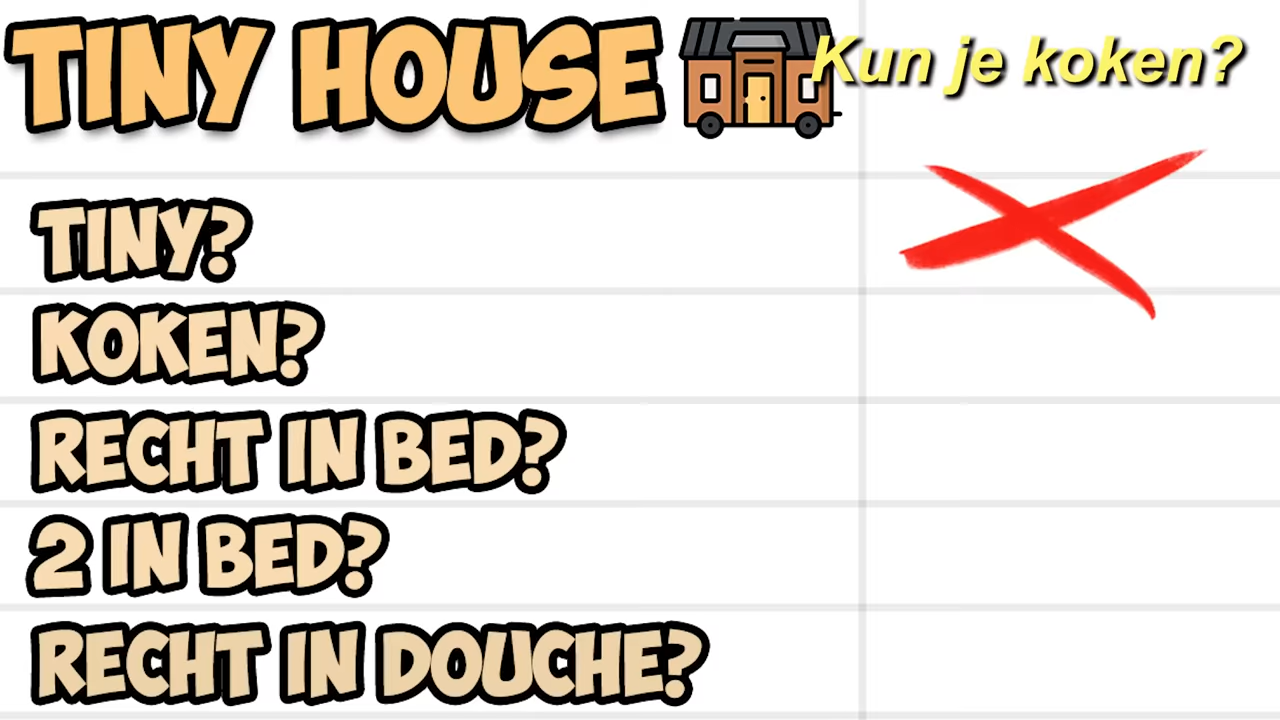 TINY HOUSE
Kun je koken?
TINY?
KOKEN?
RECHT IN BED?
2 IN BED?
RECHT IN DOUCHE?